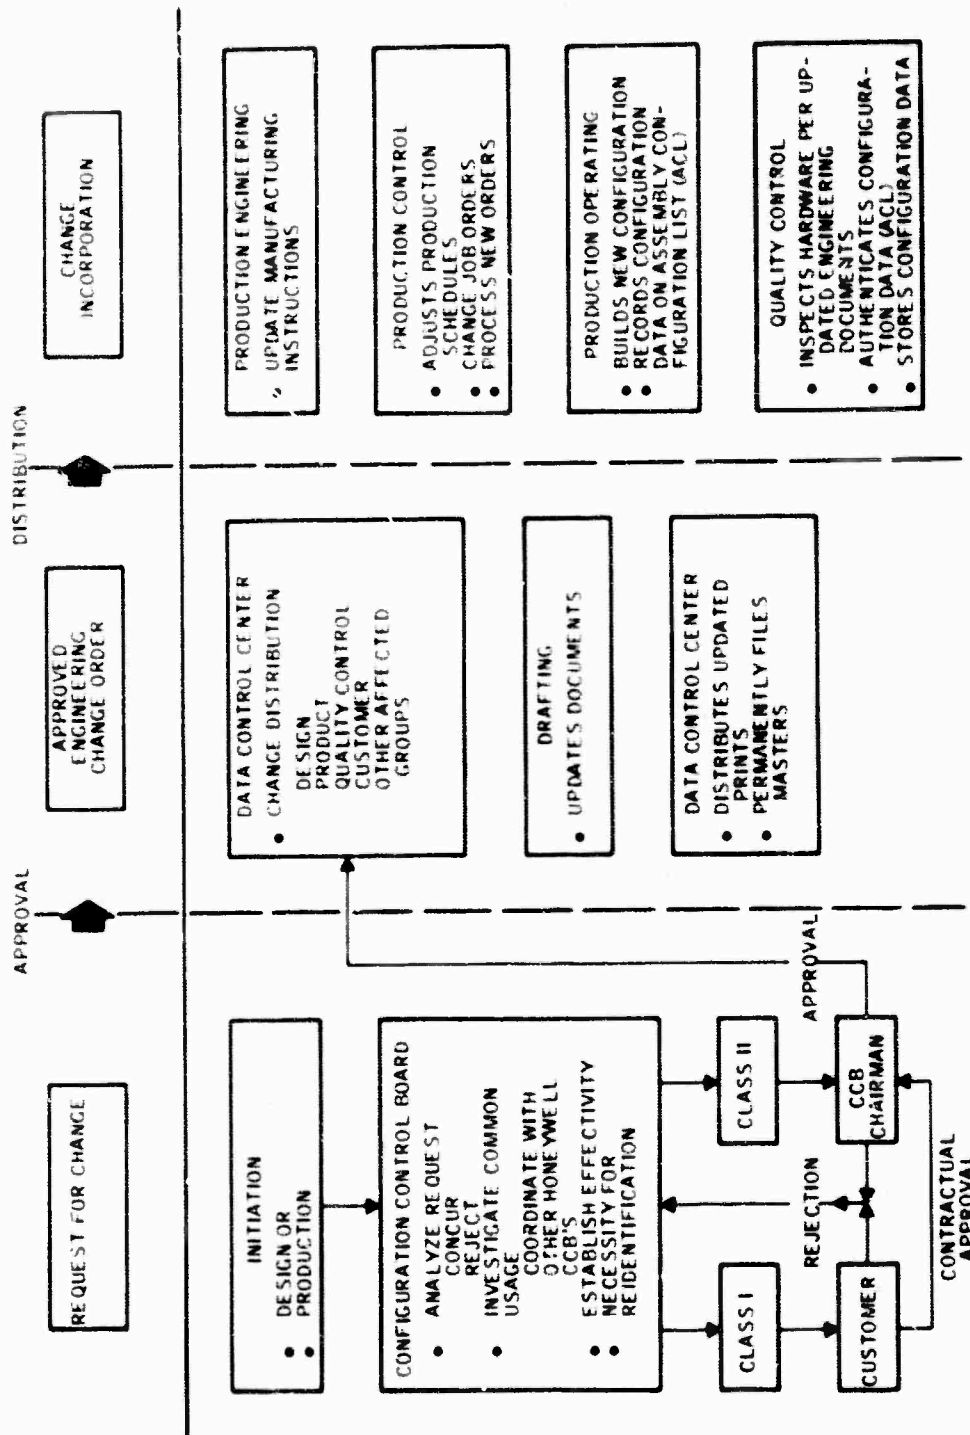 REQUEST FOR CHANGE
APPROVAL
APPROVED
ENGINEERING
CHANGE ORDER
DISTRIBUTION
CHANGE
INCORPORATION
INITIATION
• DESIGN OR
• PRODUCTION
CONFIGURATION CONTROL BOARD
• ANALYZE REQUEST
CONCUR
REJECT
• INVESTIGATE COMMON
USAGE
COORDINATE WITH
OTHER HONEYWELL
CCB'S
• ESTABLISH EFFECTIVITY
• NECESSITY FOR
REIDENTIFICATION
CLASS I
CLASS II
CUSTOMER
REJECTION
CCB
CHAIRMAN
APPROVAL
CONTRACTUAL
APPROVAL
DATA CONTROL CENTER
• CHANGE DISTRIBUTION
DESIGN
PRODUCT
QUALITY CONTROL
CUSTOMER
OTHER AFFECTED
GROUPS
DRAFTING
• UPDATES DOCUMENTS
DATA CONTROL CENTER
• DISTRIBUTES UPDATED
PRINTS
• PERMANENTLY FILES
MASTERS
PRODUCTION ENGINEERING
• UPDATE MANUFACTURING
INSTRUCTIONS
PRODUCTION CONTROL
• ADJUSTS PRODUCTION
SCHEDULES
• CHANGE JOB ORDERS
• PROCESS NEW ORDERS
PRODUCTION OPERATING
• BUILDS NEW CONFIGURATION
• RECORDS CONFIGURATION
DATA ON ASSEMBLY CON-
FIGURATION LIST (ACL)
QUALITY CONTROL
• INSPECTS HARDWARE PER UP-
DATED ENGINEERING
DOCUMENTS
• AUTHENTICATES CONFIGURA-
TION DATA (ACL)
• STORES CONFIGURATION DATA